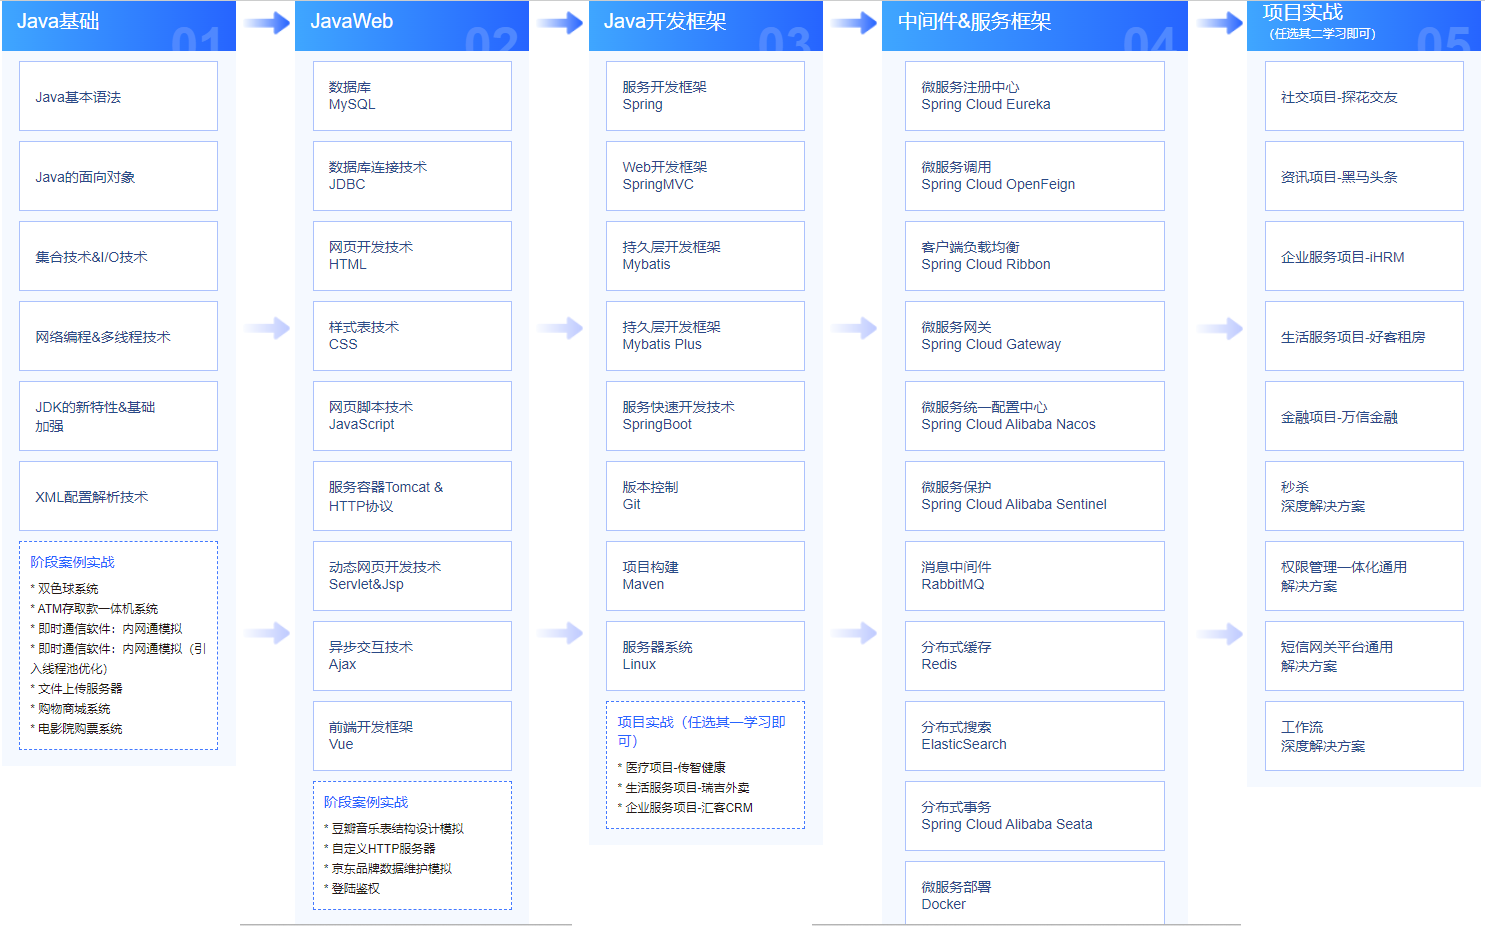 Java基础
01
Java基本语法
Java的面向对象
集合技术&I/O技术
网络编程&多线程技术
JDK的新特性&基础
加强
XML配置解析技术
阶段案例实战
* 双色球系统
* ATM存取款一体机系统
* 即时通信软件：内网通模拟
* 即时通信软件：内网通模拟（引
入线程池优化）
* 文件上传服务器
* 购物商城系统
* 电影院购票系统
JavaWeb
02
数据库
MySQL
数据库连接技术
JDBC
网页开发技术
HTML
样式表技术
CSS
网页脚本技术
JavaScript
服务容器Tomcat &
HTTP协议
动态网页开发技术
Servlet&Jsp
异步交互技术
Ajax
前端开发框架
Vue
阶段案例实战
* 豆瓣音乐表结构设计模拟
* 自定义HTTP服务器
* 京东品牌数据维护模拟
* 登陆鉴权
Java开发框架
03
服务开发框架
Spring
Web开发框架
SpringMVC
持久层开发框架
Mybatis
持久层开发框架
Mybatis Plus
服务快速开发技术
SpringBoot
版本控制
Git
项目构建
Maven
服务器系统
Linux
项目实战（任选其一学习即
可）
* 医疗项目-传智健康
* 生活服务项目-瑞吉外卖
* 企业服务项目-汇客CRM
中间件&服务框架
04
微服务注册中心
Spring Cloud Eureka
微服务调用
Spring Cloud OpenFeign
客户端负载均衡
Spring Cloud Ribbon
微服务网关
Spring Cloud Gateway
微服务统一配置中心
Spring Cloud Alibaba Nacos
微服务保护
Spring Cloud Alibaba Sentinel
消息中间件
RabbitMQ
分布式缓存
Redis
分布式搜索
ElasticSearch
分布式事务
Spring Cloud Alibaba Seata
微服务部署
Docker
项目实战
（任选其二学习即可）
05
社交项目-探花交友
资讯项目-黑马头条
企业服务项目-iHRM
生活服务项目-好客租房
金融项目-万信金融
秒杀
深度解决方案
权限管理一体化通用
解决方案
短信网关平台通用
解决方案
工作流
深度解决方案